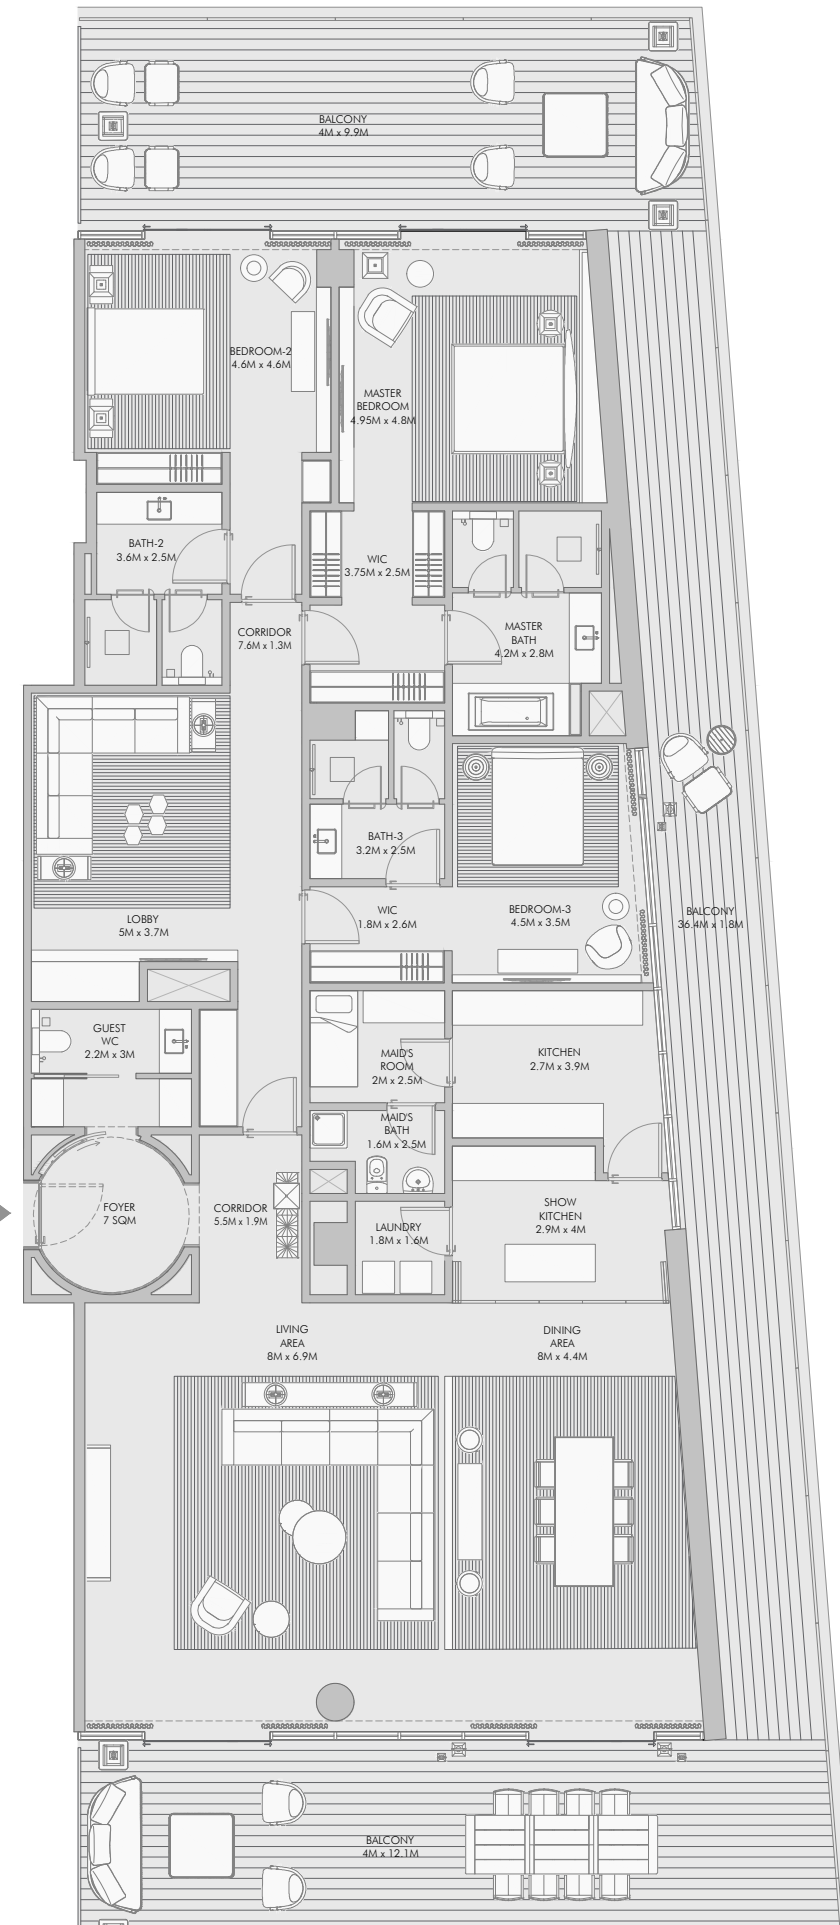 BALCONY
4M x 9.9M
BEDROOM-2
4.6M x 4.6M
MASTER
BEDROOM
4.95M x 4.8M
BATH-2
3.6M x 2.5M
WIC
3.75M x 2.5M
CORRIDOR
7.6M x 1.3M
MASTER
BATH
4.2M x 2.8M
BATH-3
3.2M x 2.5M
LOBBY
5M x 3.7M
WIC
1.8M x 2.6M
BEDROOM-3
4.5M x 3.5M
BALCONY
36.4M x 1.8M
GUEST
WC
2.2M x 3M
MAID'S
ROOM
2M x 2.5M
KITCHEN
2.7M x 3.9M
MAID'S
BATH
1.6M x 2.5M
FOYER
7 SQM
CORRIDOR
5.5M x 1.9M
LAUNDRY
1.8M x 1.6M
SHOW
KITCHEN
2.9M x 4M
LIVING
AREA
8M x 6.9M
DINING
AREA
8M x 4.4M
BALCONY
4M x 12.1M